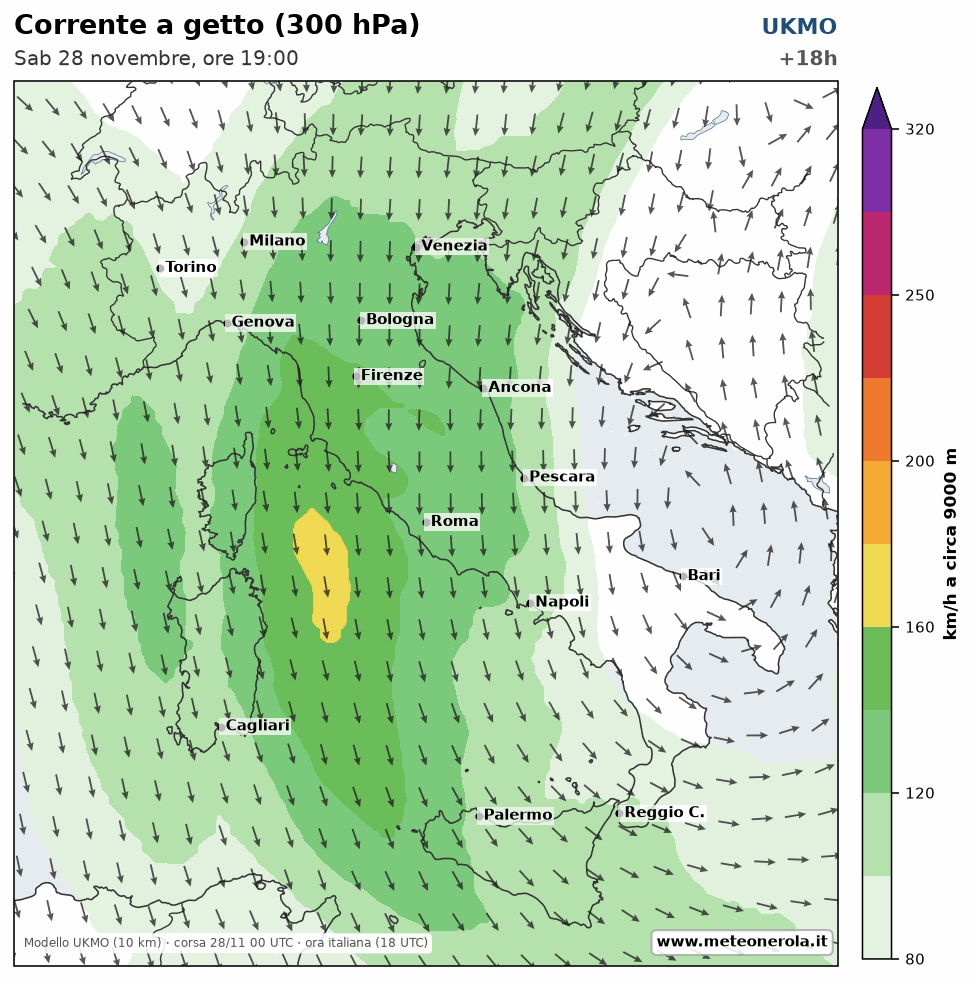 Corrente a getto (300 hPa)
UKMO
Sab 28 novembre, ore 19:00
+18h
320
Milano
Venezia
Torino
250
Genova
Bologna
Firenze
Ancona
200
Pescara
Roma
km/h a circa 9000 m
Bari
Napoli
160
Cagliari
120
Palermo
Reggio C.
Modello UKMO (10 km) · corsa 28/11 00 UTC · ora italiana (18 UTC)
www.meteonerola.it
80